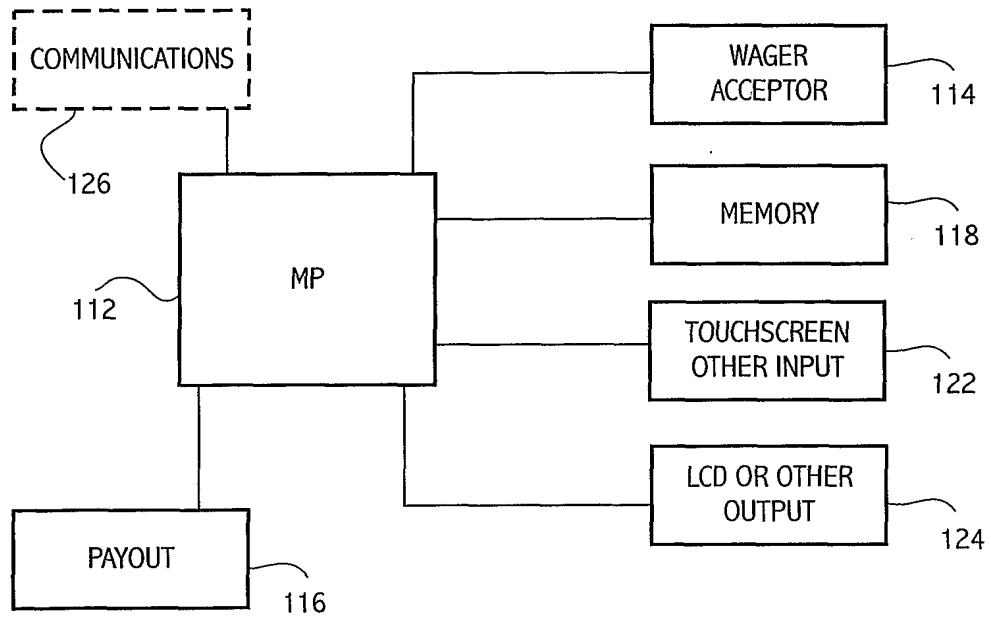 COMMUNICATIONS
126
WAGER
ACCEPTOR
114
MEMORY
118
MP
112
TOUCHSCREEN
OTHER INPUT
122
LCD OR OTHER
OUTPUT
124
PAYOUT
116